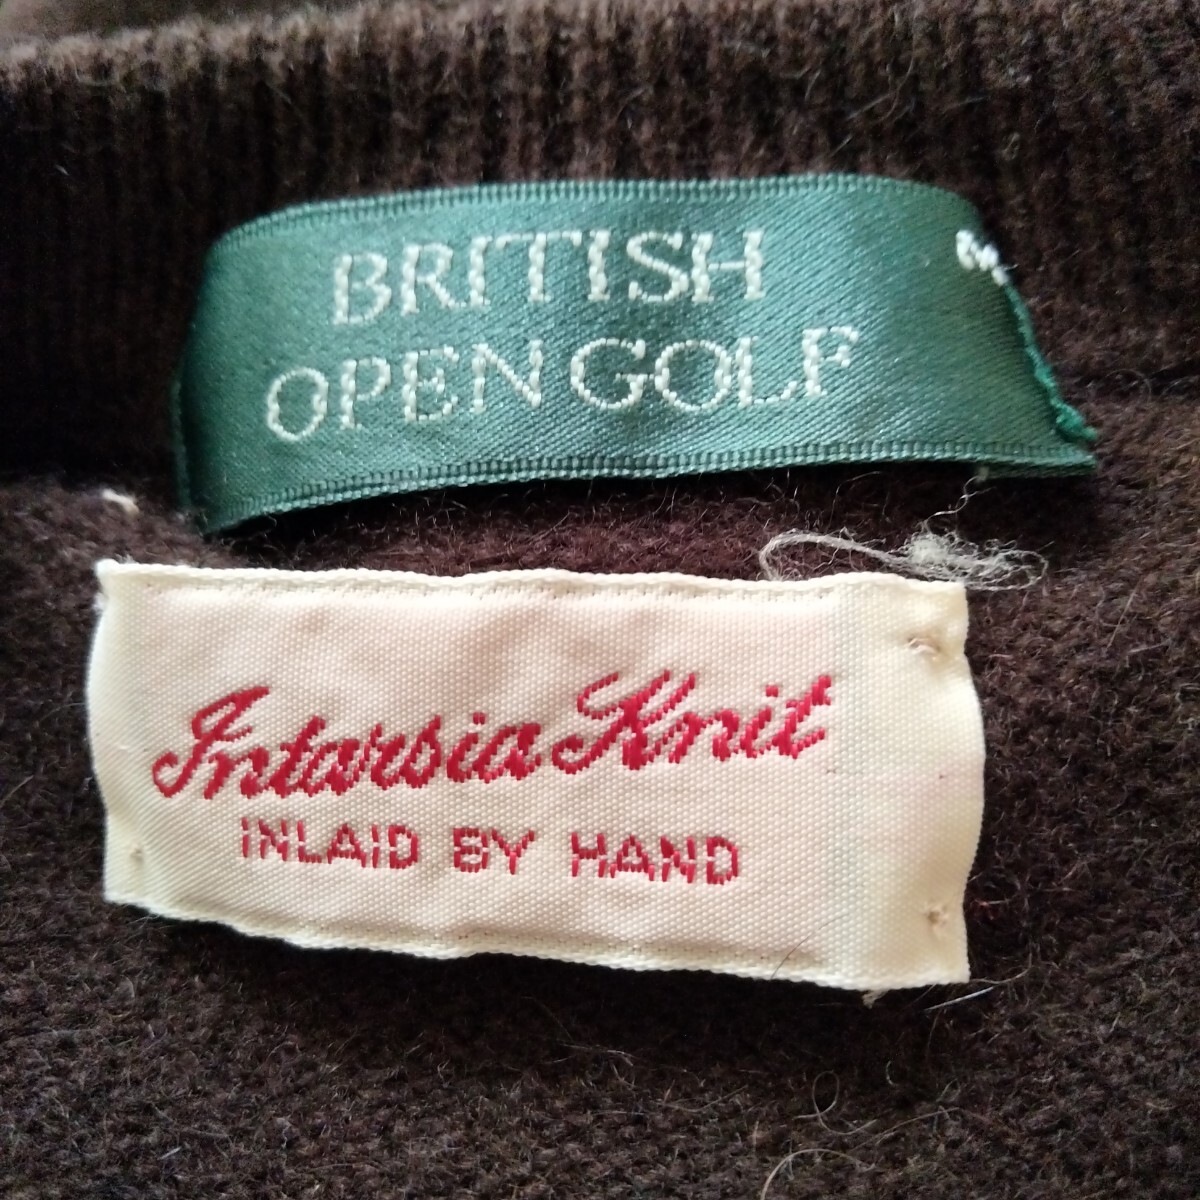 BRITISH
OPEN GOLF
Intarsia Knit
INLAID BY HAND